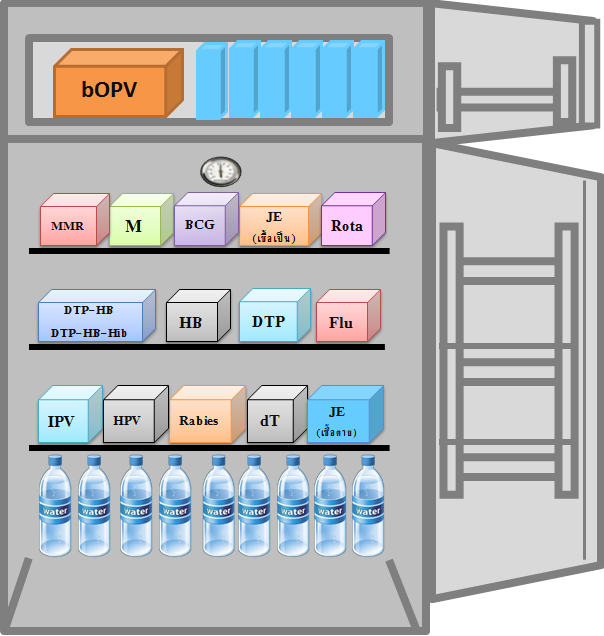 bOPV
MMR
M
BCG
JE
(เชื้อเป็น)
Rota
DTP-HB
DTP-HB-Hib
HB
DTP
Flu
IPV
HPV
Rabies
dT
JE
(เชื้อตาย)
water
water
water
water
water
water
water
water
water